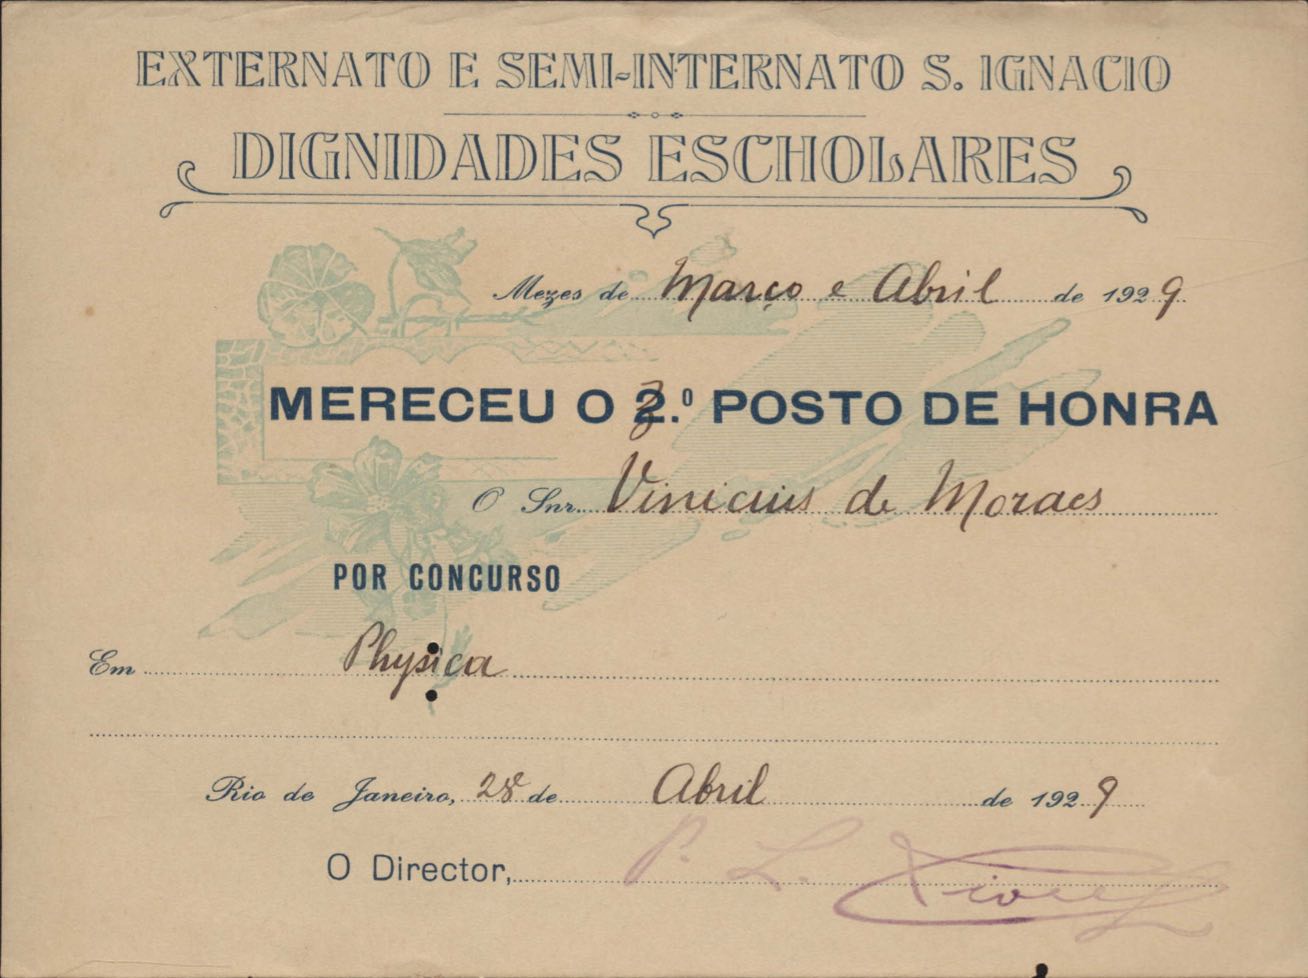 EXTERNATO E SEMI-INTERNATO S. IGNACIO
DIGNIDADES ESCHOLARES
Mezes de Março e Abril de 1929.
MERECEU O 3.º POSTO DE HONRA
O Snr. Vinicius de Moraes
POR CONCURSO
Em Physica
Rio de Janeiro, 28 de Abril de 1929
O Director, P. L.